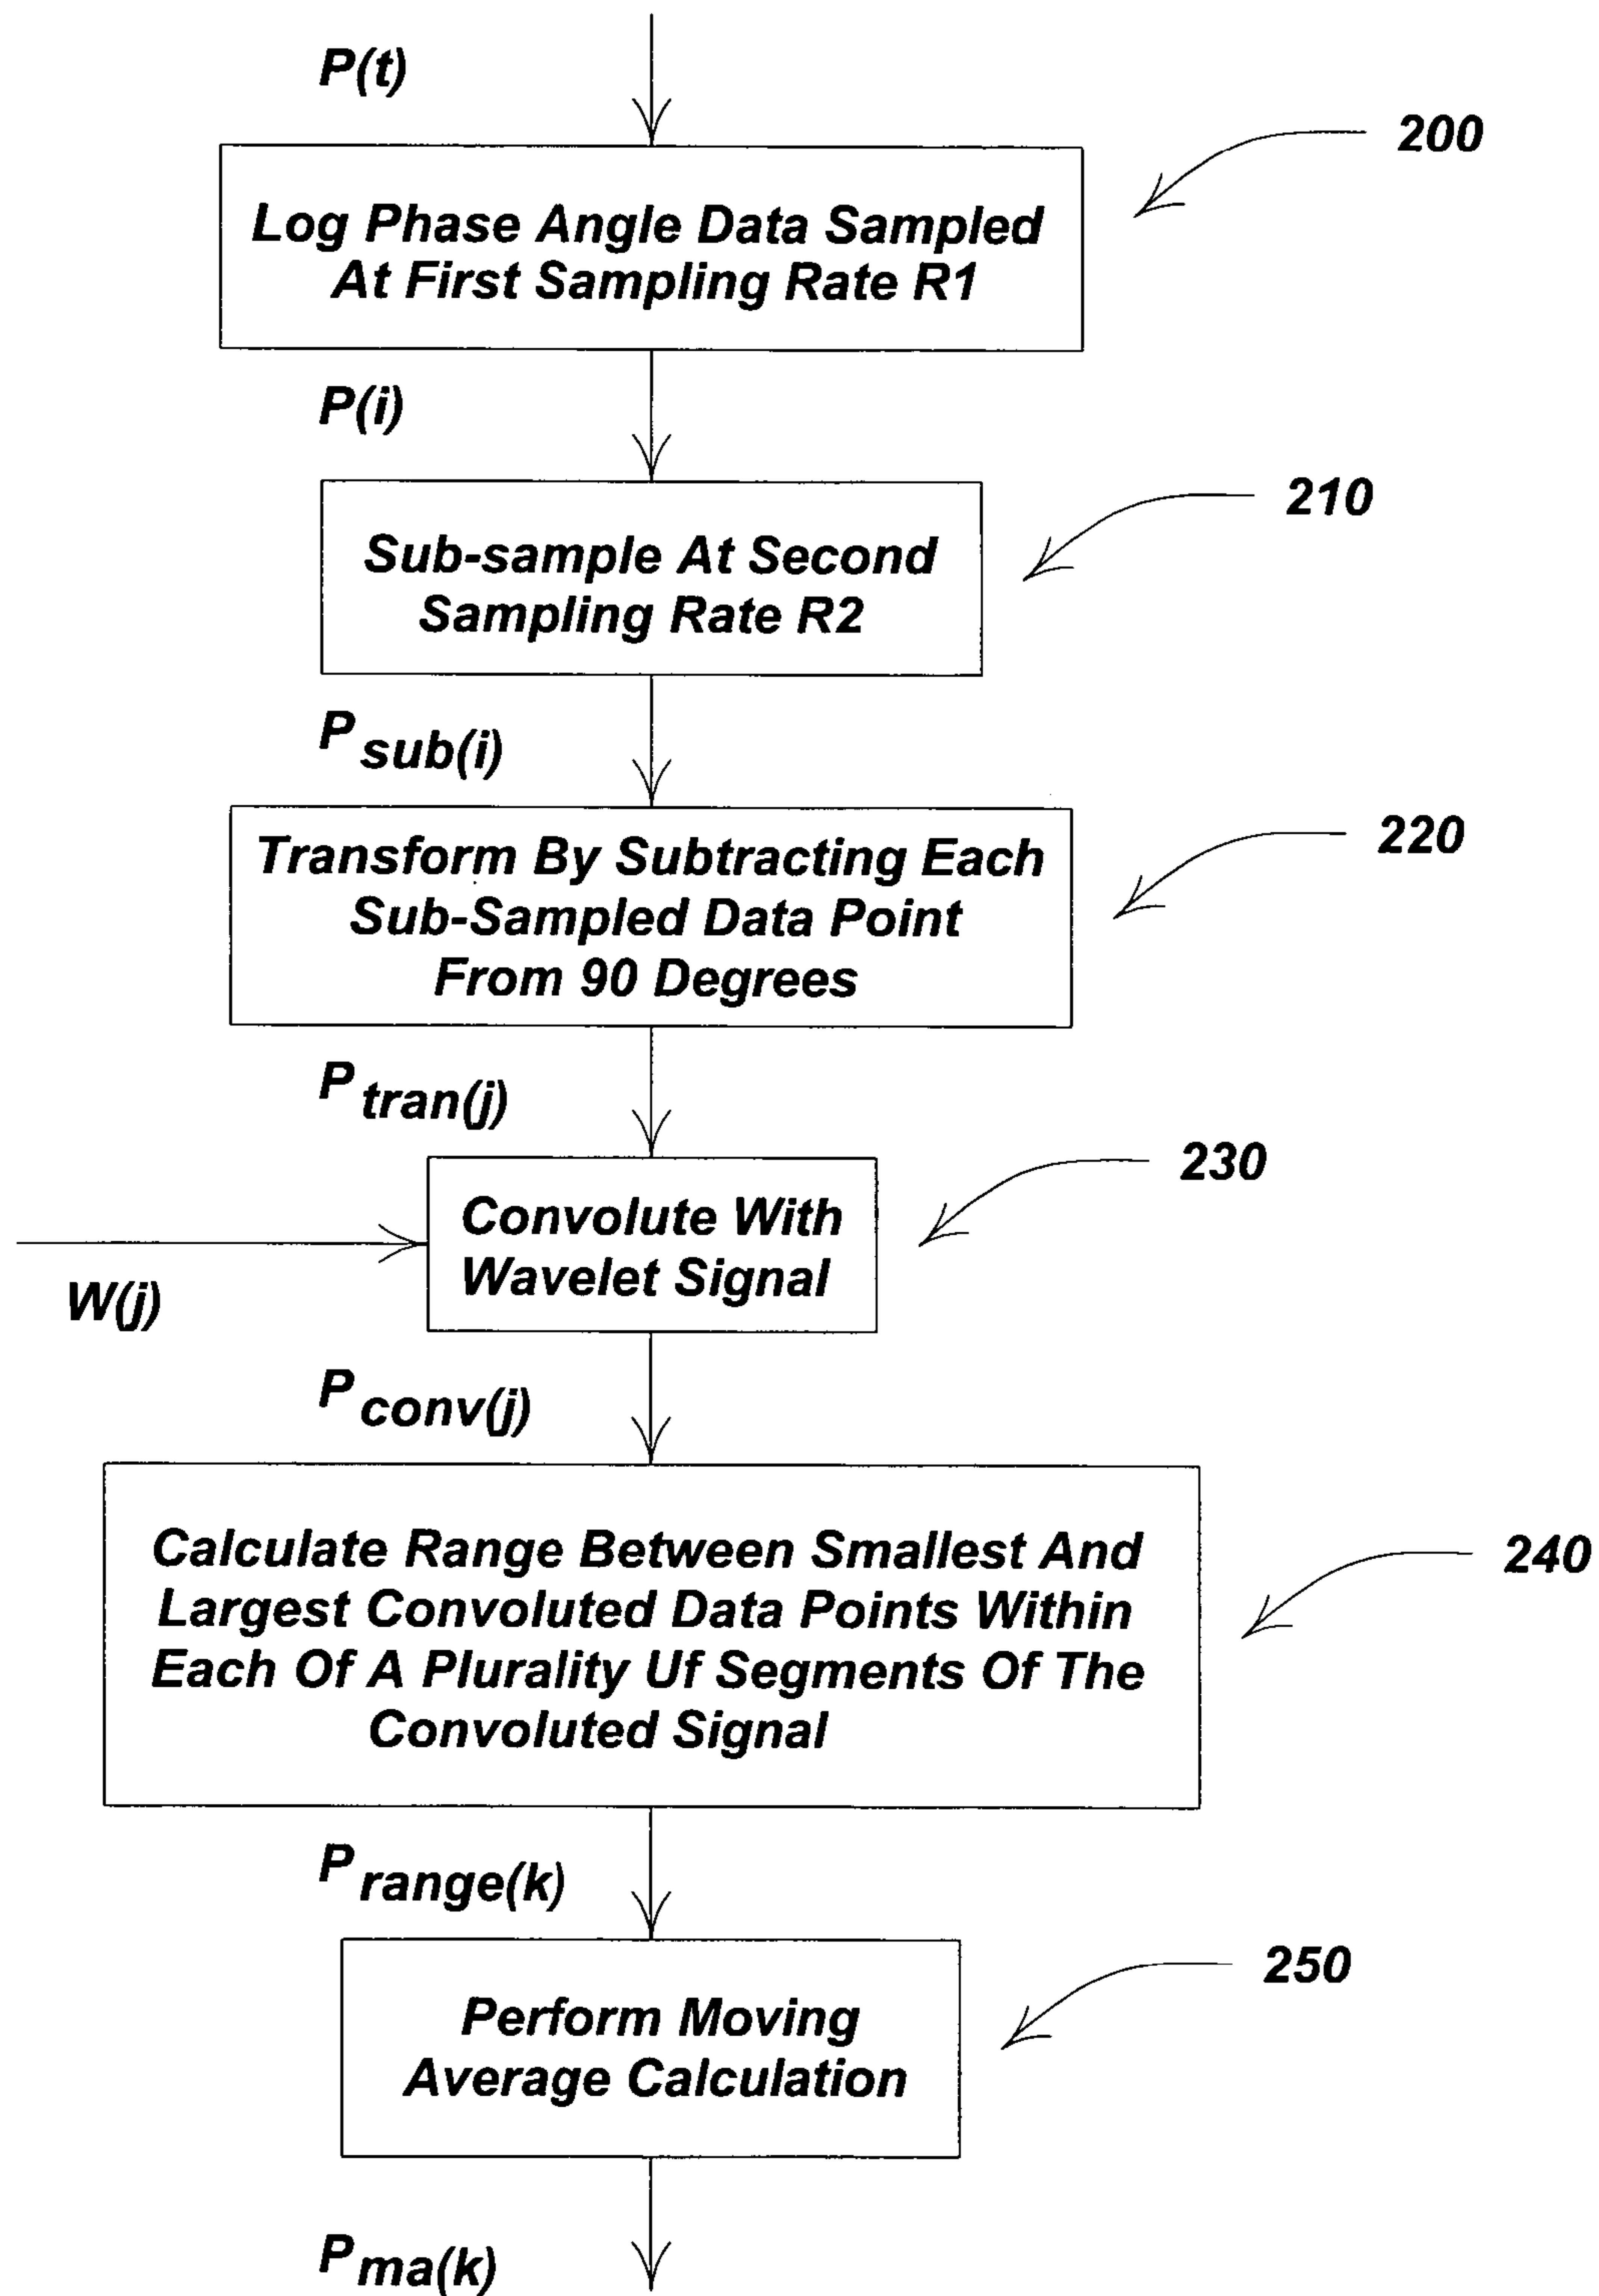 P(t)
200
Log Phase Angle Data Sampled
At First Sampling Rate R1
P(i)
210
Sub-sample At Second
Sampling Rate R2
P sub(i)
220
Transform By Subtracting Each
Sub-Sampled Data Point
From 90 Degrees
P tran(j)
230
Convolute With
Wavelet Signal
W(j)
P conv(j)
240
Calculate Range Between Smallest And
Largest Convoluted Data Points Within
Each Of A Plurality Uf Segments Of The
Convoluted Signal
P range(k)
250
Perform Moving
Average Calculation
P ma(k)